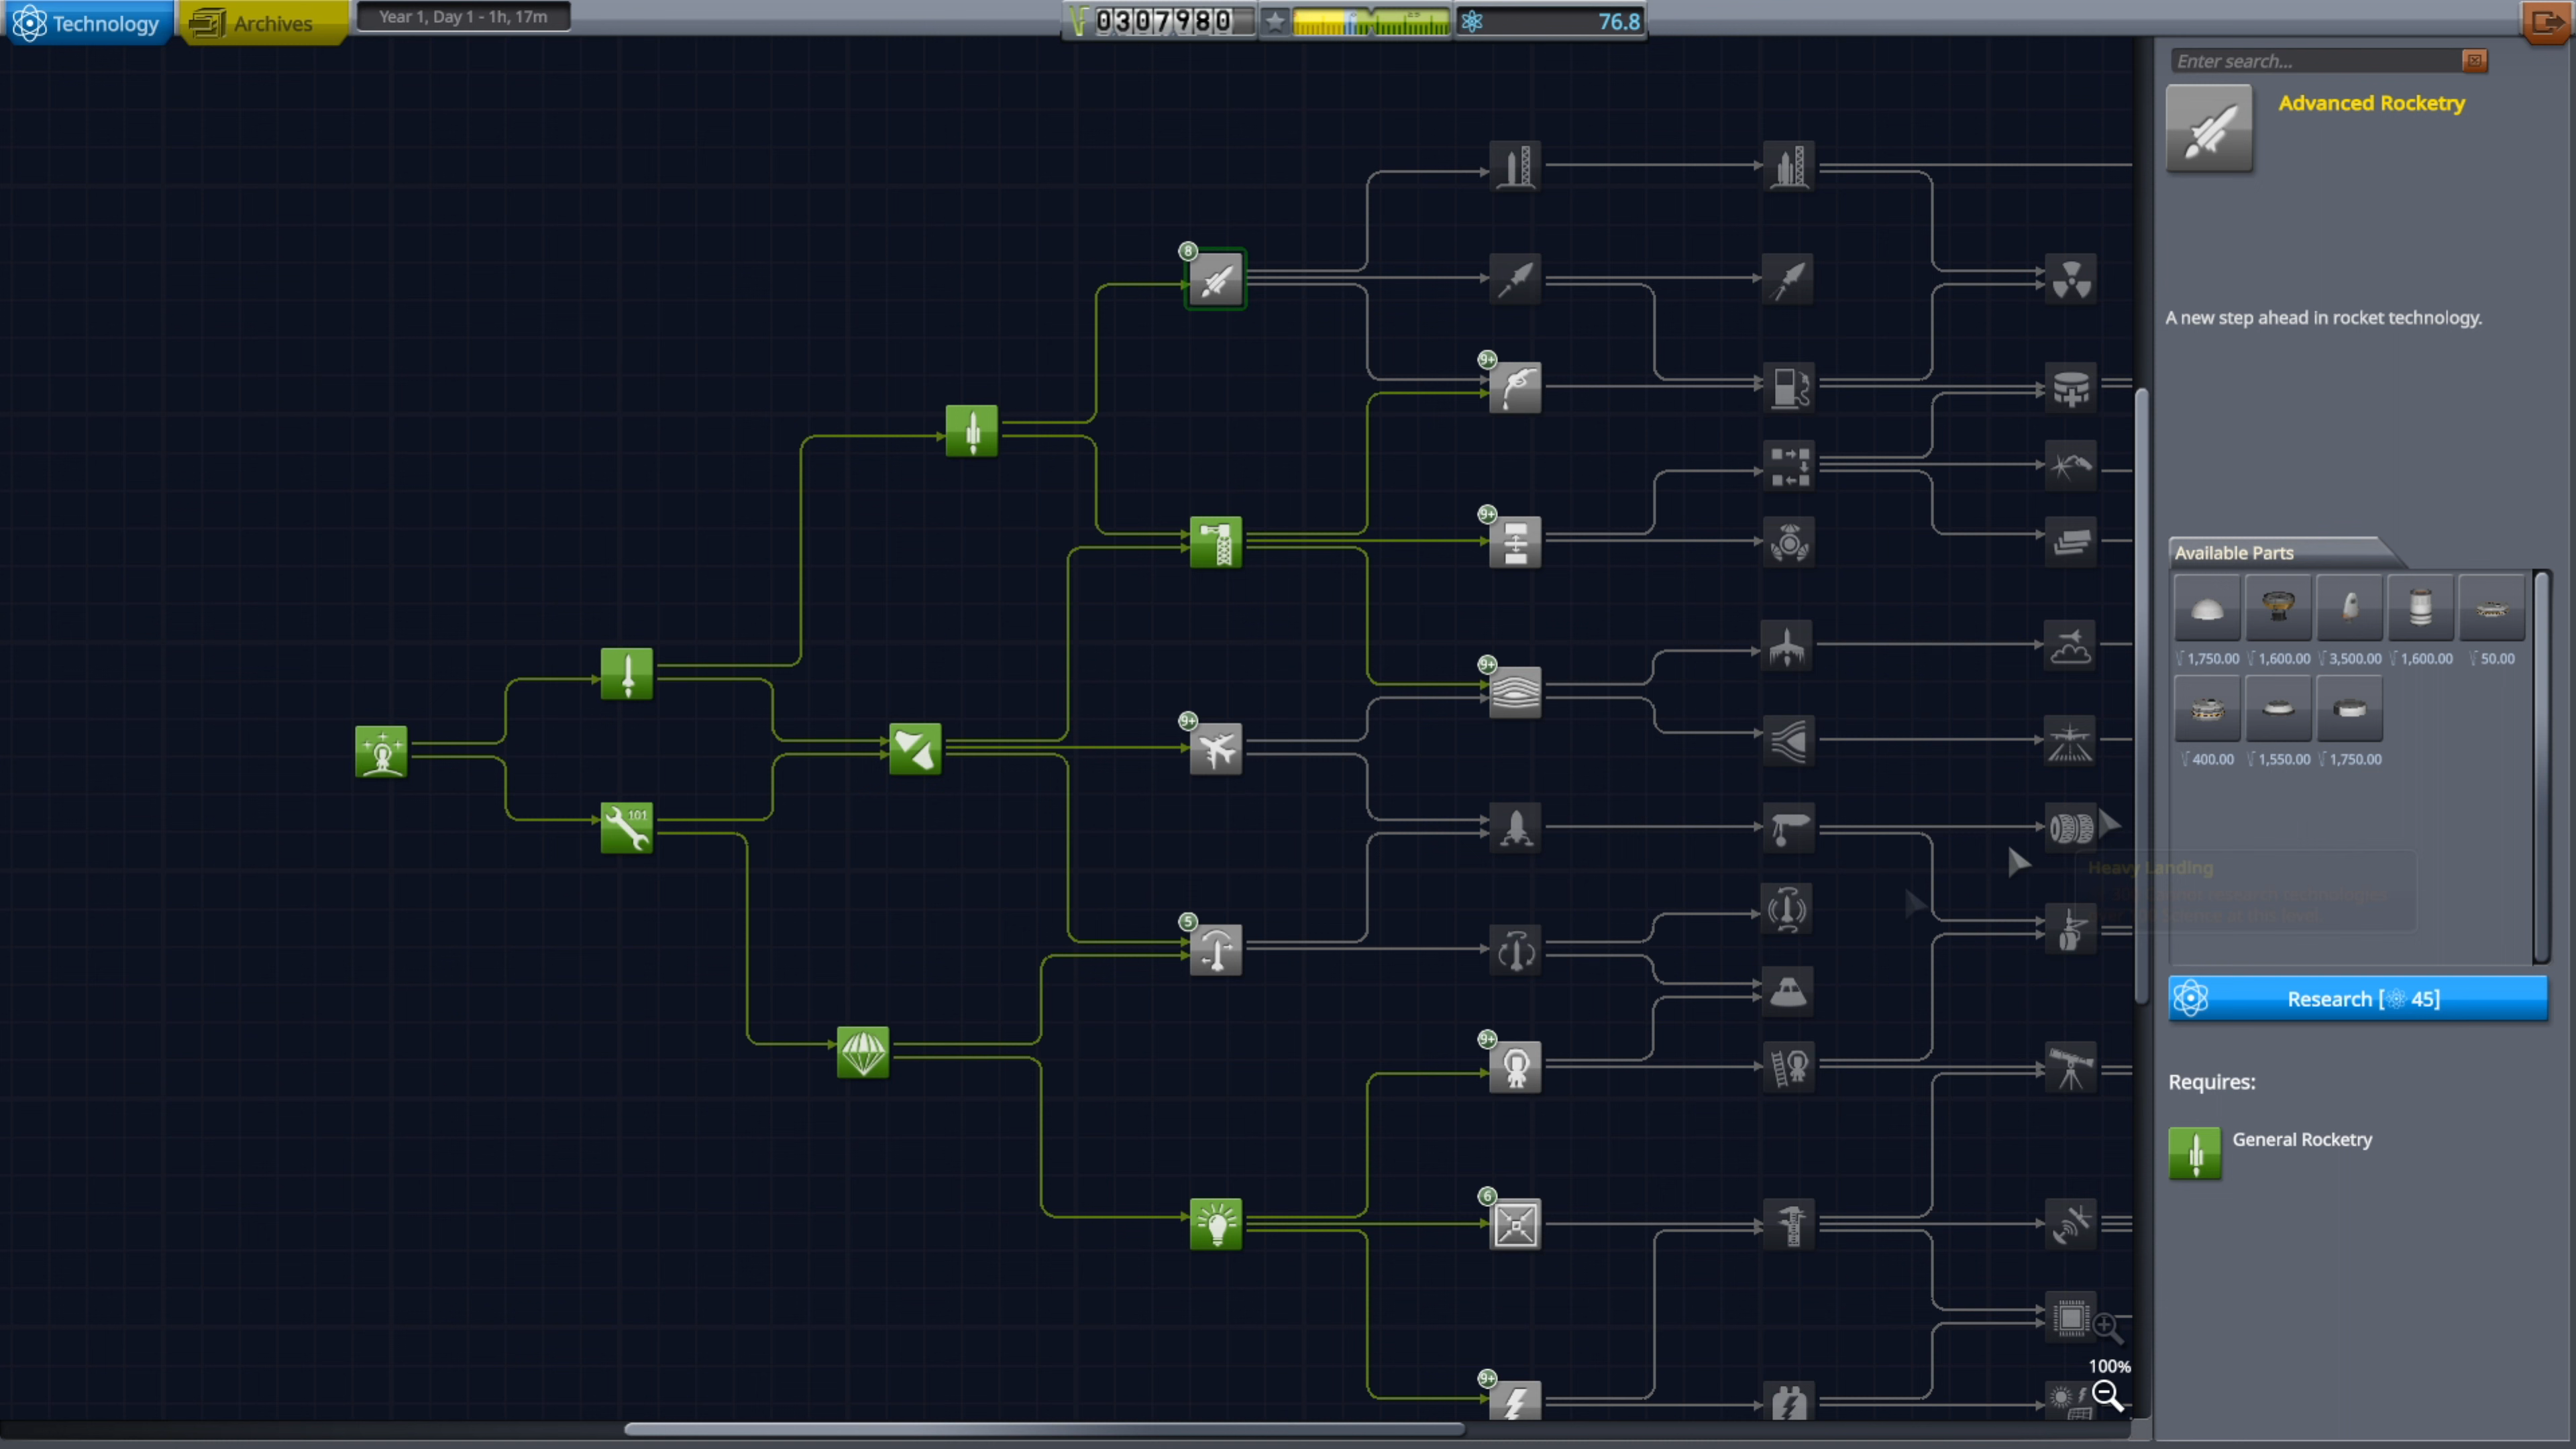 Technology
Archives
Year 1, Day 1 - 1h, 17m
0307980
76.8
Enter search...
Advanced Rocketry
8
A new step ahead in rocket technology.
9+
9+
Available Parts
1,750.00 1,600.00 3,500.00 1,600.00 50.00
9+
9+
400.00 1,550.00 1,750.00
101
Heavy Landing
5
Research [ 45]
9+
Requires:
General Rocketry
6
100%
9+